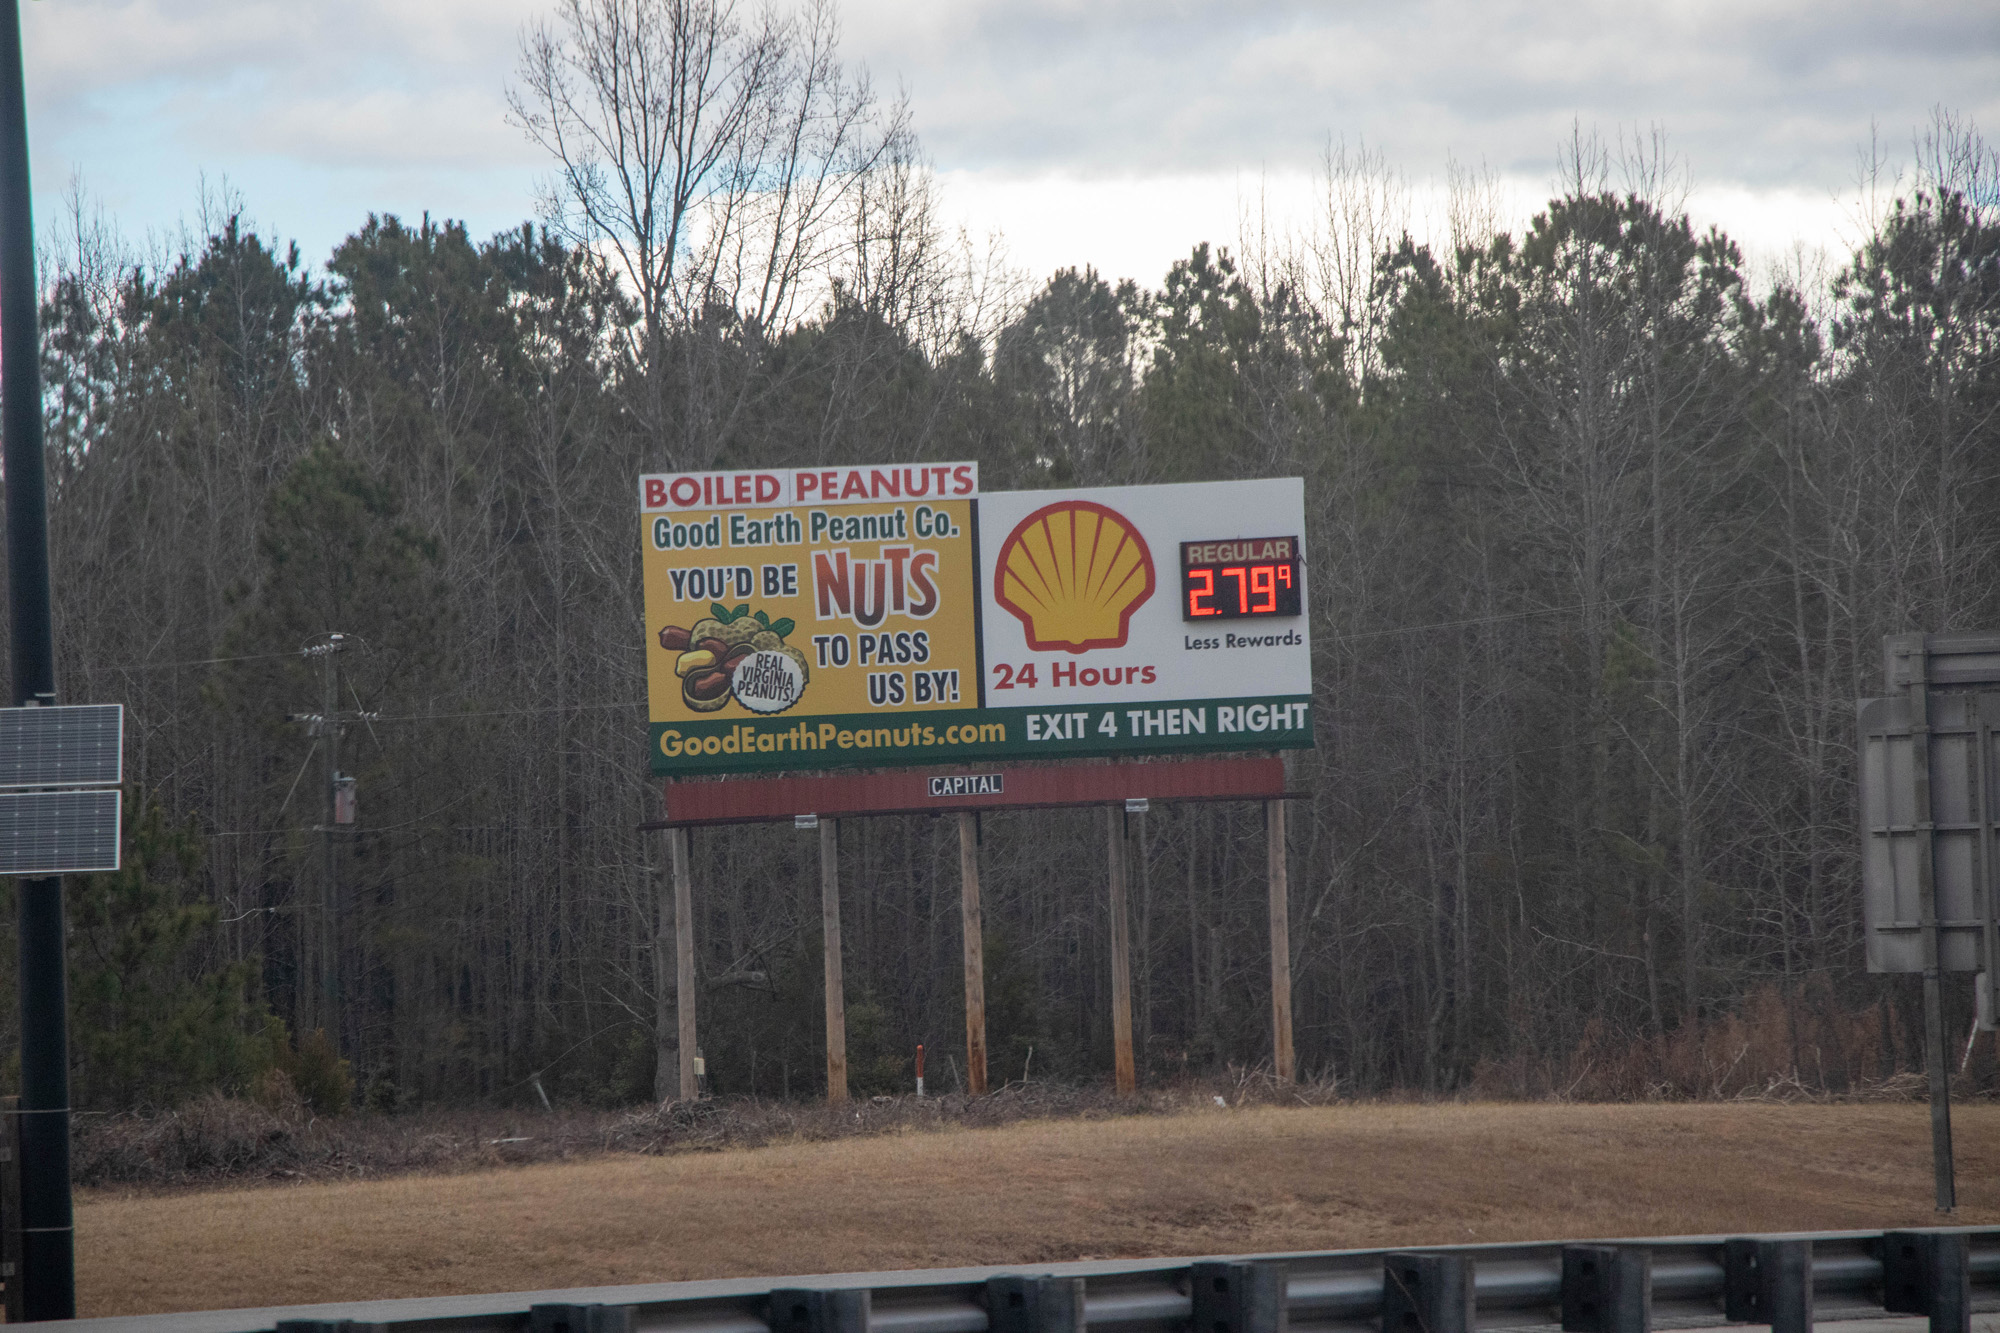 BOILED PEANUTS
Good Earth Peanut Co.
YOU'D BE NUTS
TO PASS
US BY!
REAL
VIRGINIA
PEANUTS!
GoodEarthPeanuts.com
24 Hours
REGULAR
2.79⁹
Less Rewards
EXIT 4 THEN RIGHT
CAPITAL